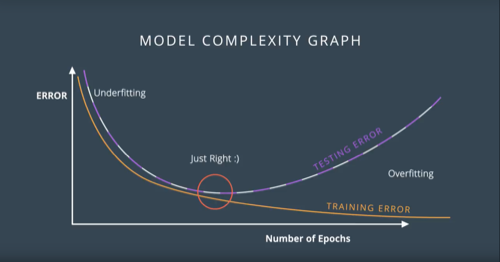 MODEL COMPLEXITY GRAPH
ERROR
Underfitting
Just Right :)
TESTING ERROR
Overfitting
TRAINING ERROR
Number of Epochs